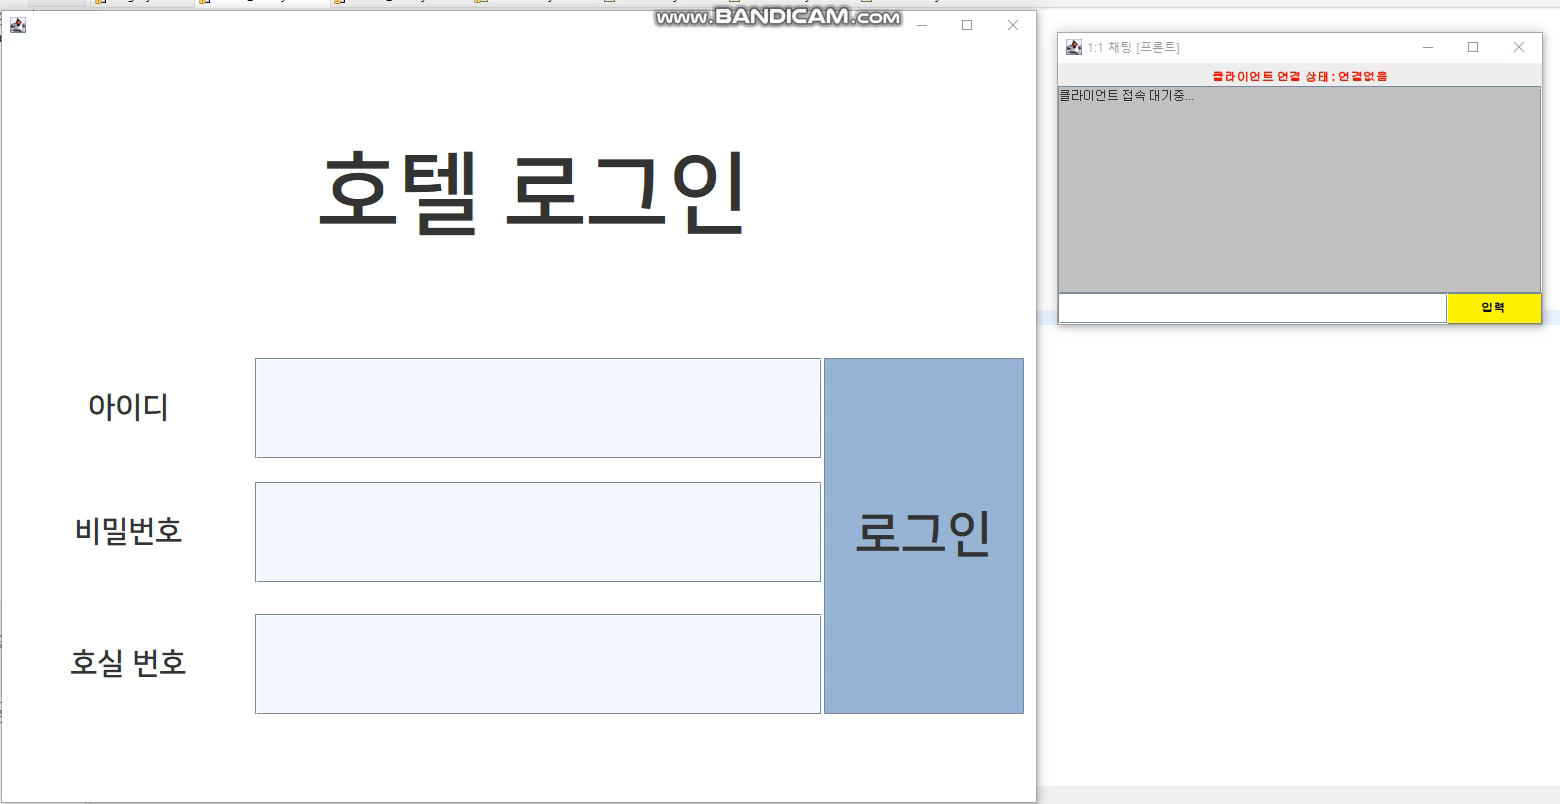 www.BANDICAM.com
호텔 로그인
아이디
비밀번호
호실 번호
로그인
1:1 채팅 [프론트]
클라이언트 연결 상태 : 연결없음
클라이언트 접속 대기중...
입력